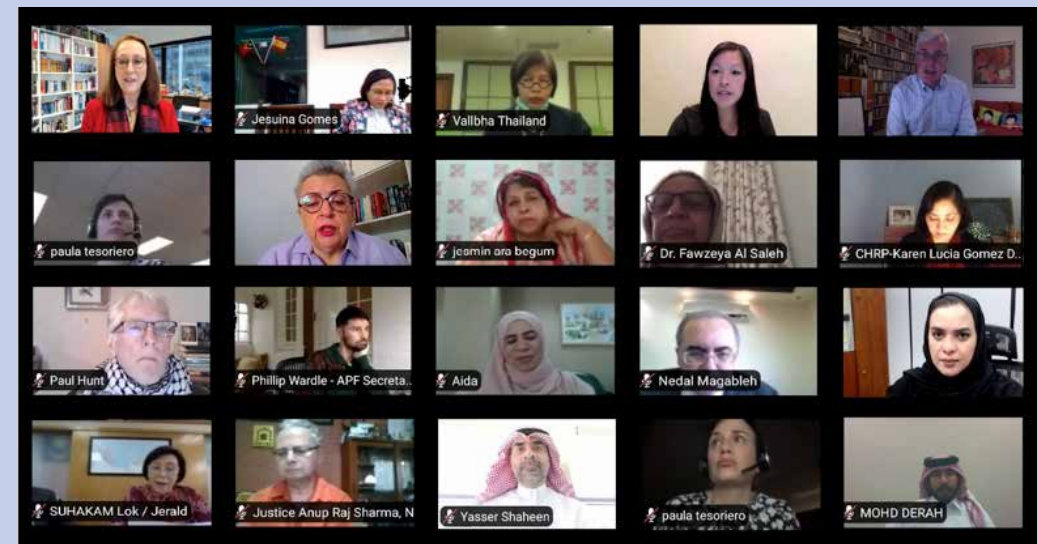 Jesuina Gomes
Vallbha Thailand
paula tesoriero
jesmin ara begum
Dr. Fawzeya Al Saleh
CHRP-Karen Lucia Gomez D...
Paul Hunt
Phillip Wardle - APF Secreta...
Aida
Nedal Magableh
SUHAKAM Lok / Jerald
Justice Anup Raj Sharma, N
Yasser Shaheen
paula tesoriero
MOHD DERAH